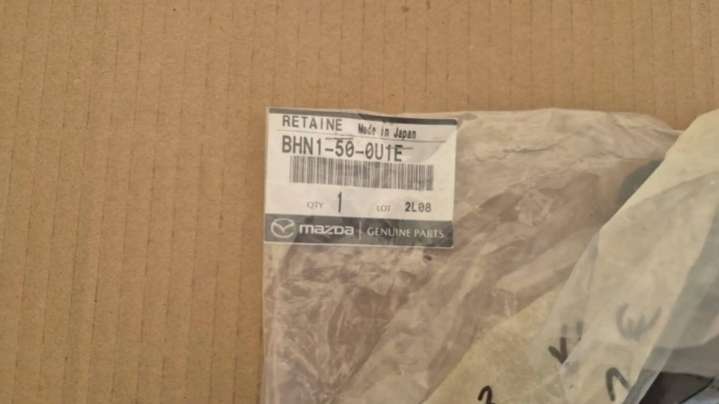 RETAINE Made in Japan
BHN1-50-0U1E
QTY 1 LOT 2L08
mazda GENUINE PARTS